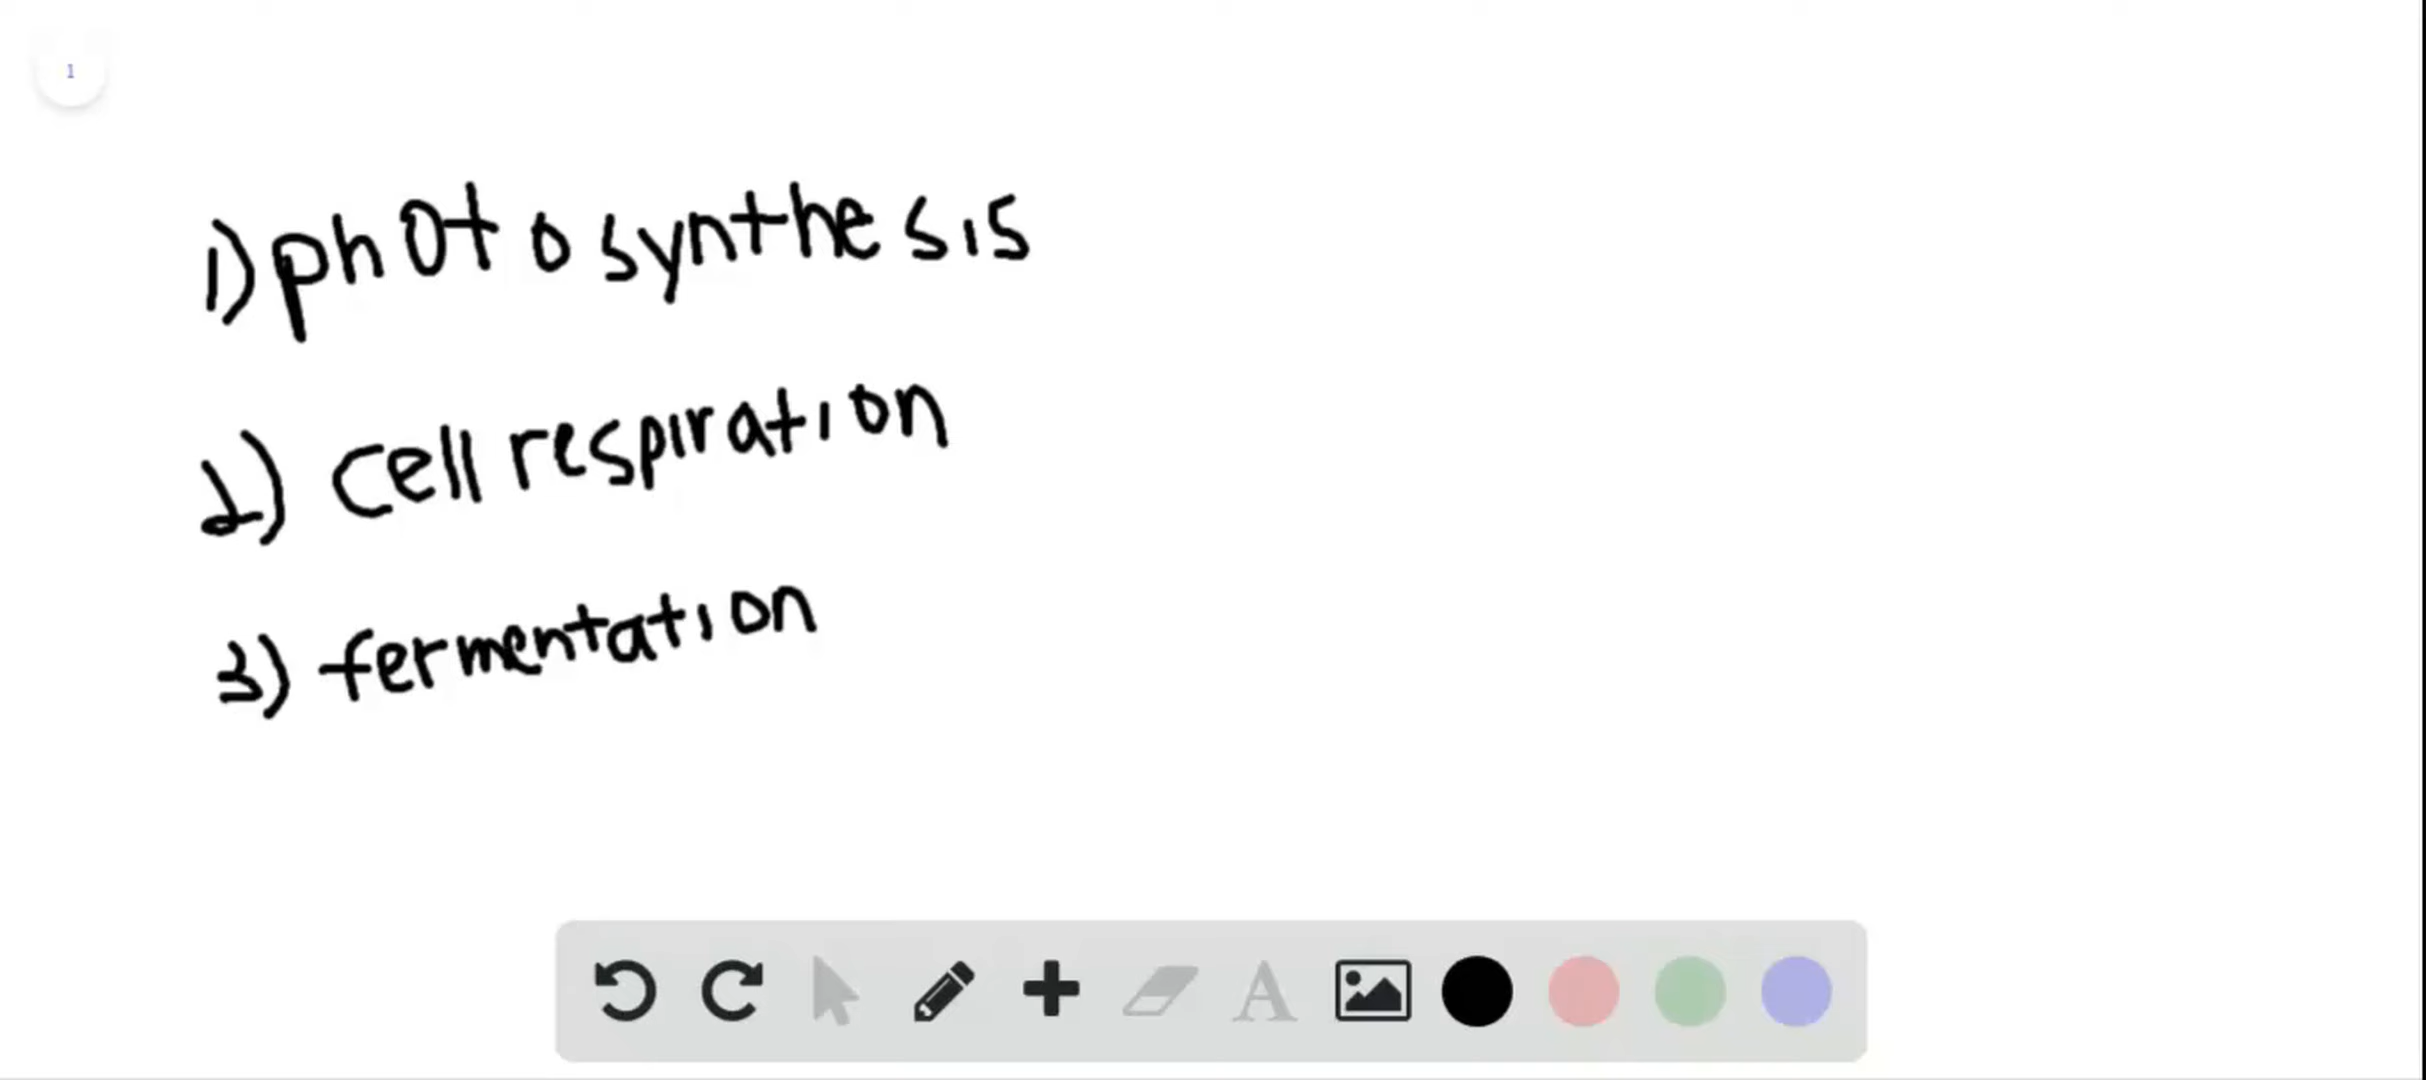 1
1) photosynthesis
2) cell respiration
3) fermentation
A